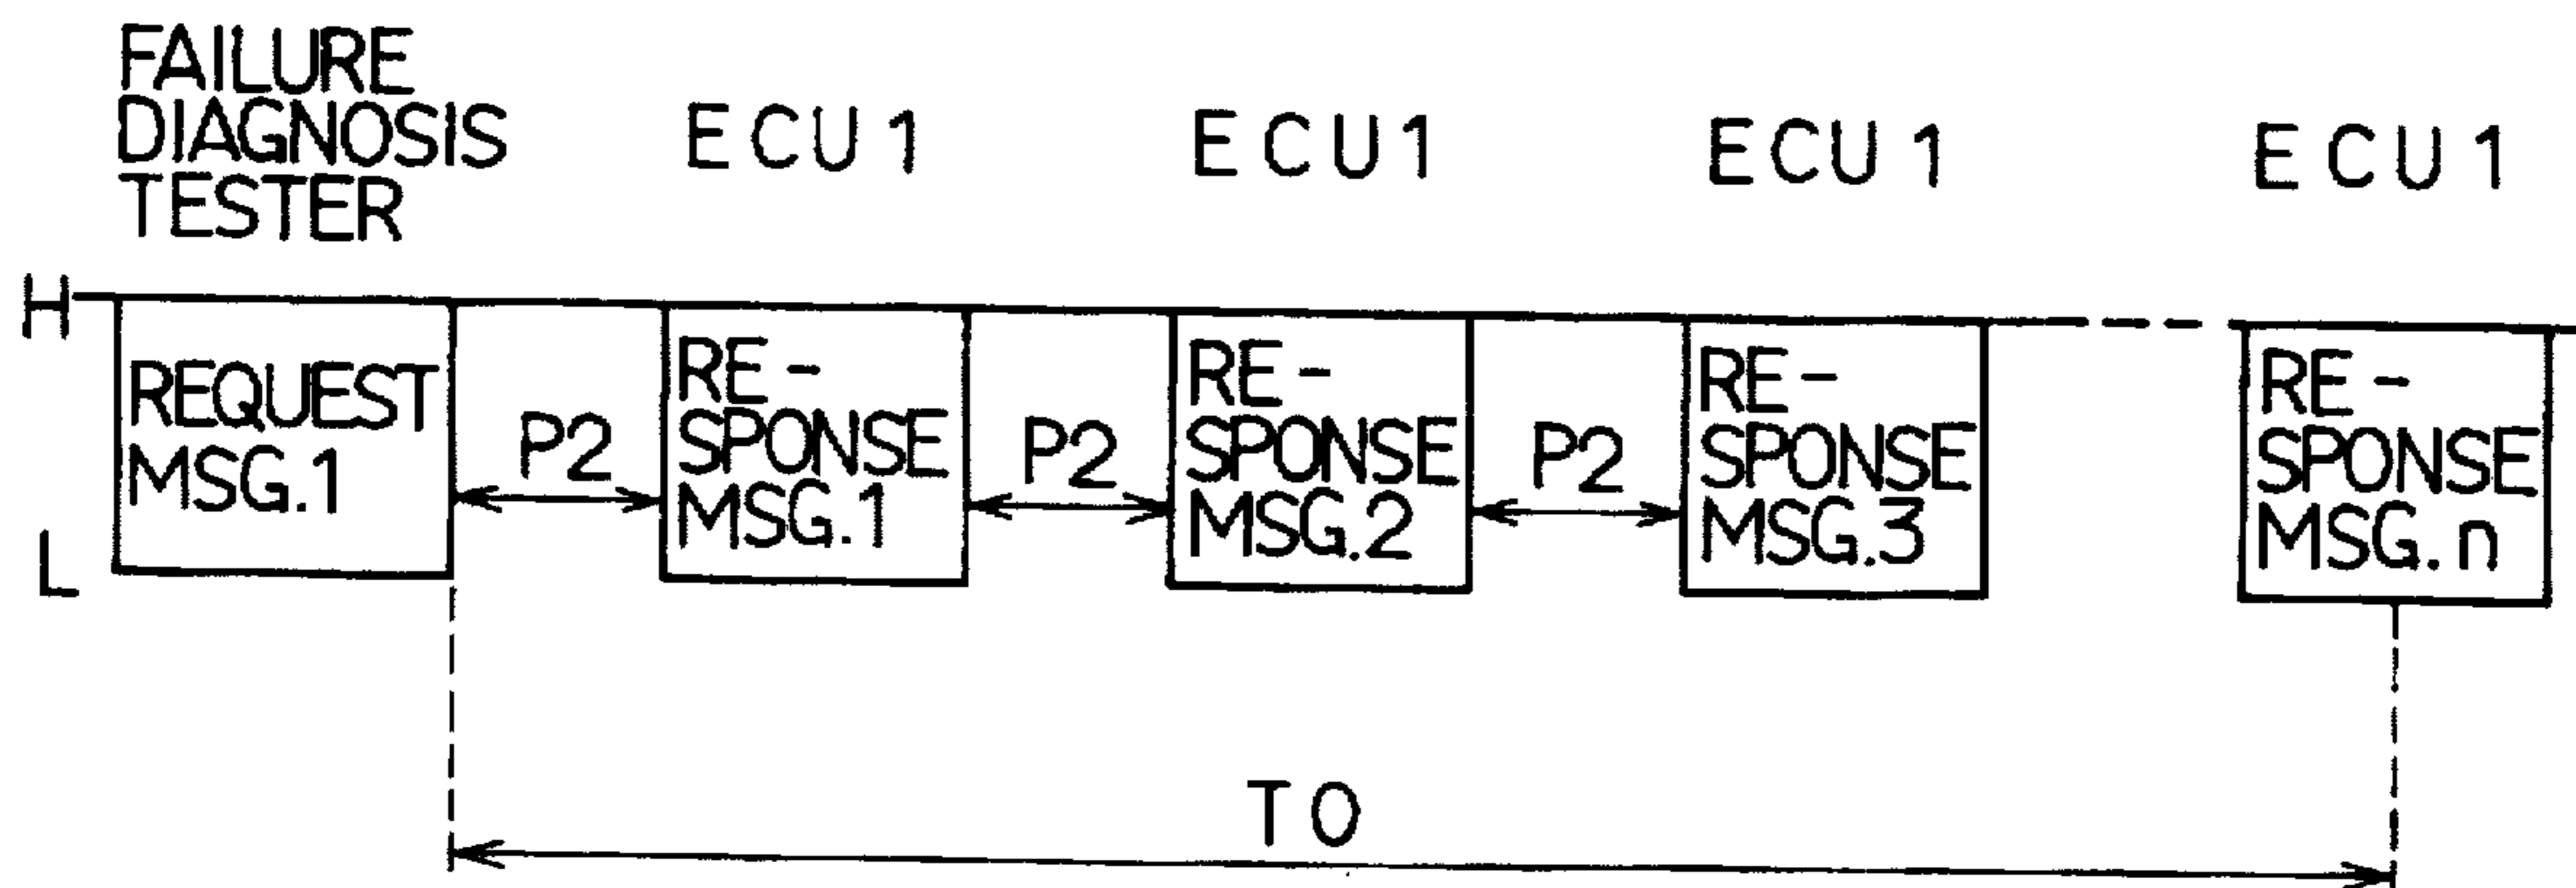 FAILURE
DIAGNOSIS
TESTER
ECU1
ECU1
ECU1
ECU1
H
L
REQUEST
MSG.1
P2
RE-
SPONSE
MSG.1
P2
RE-
SPONSE
MSG.2
P2
RE-
SPONSE
MSG.3
RE-
SPONSE
MSG.n
T0